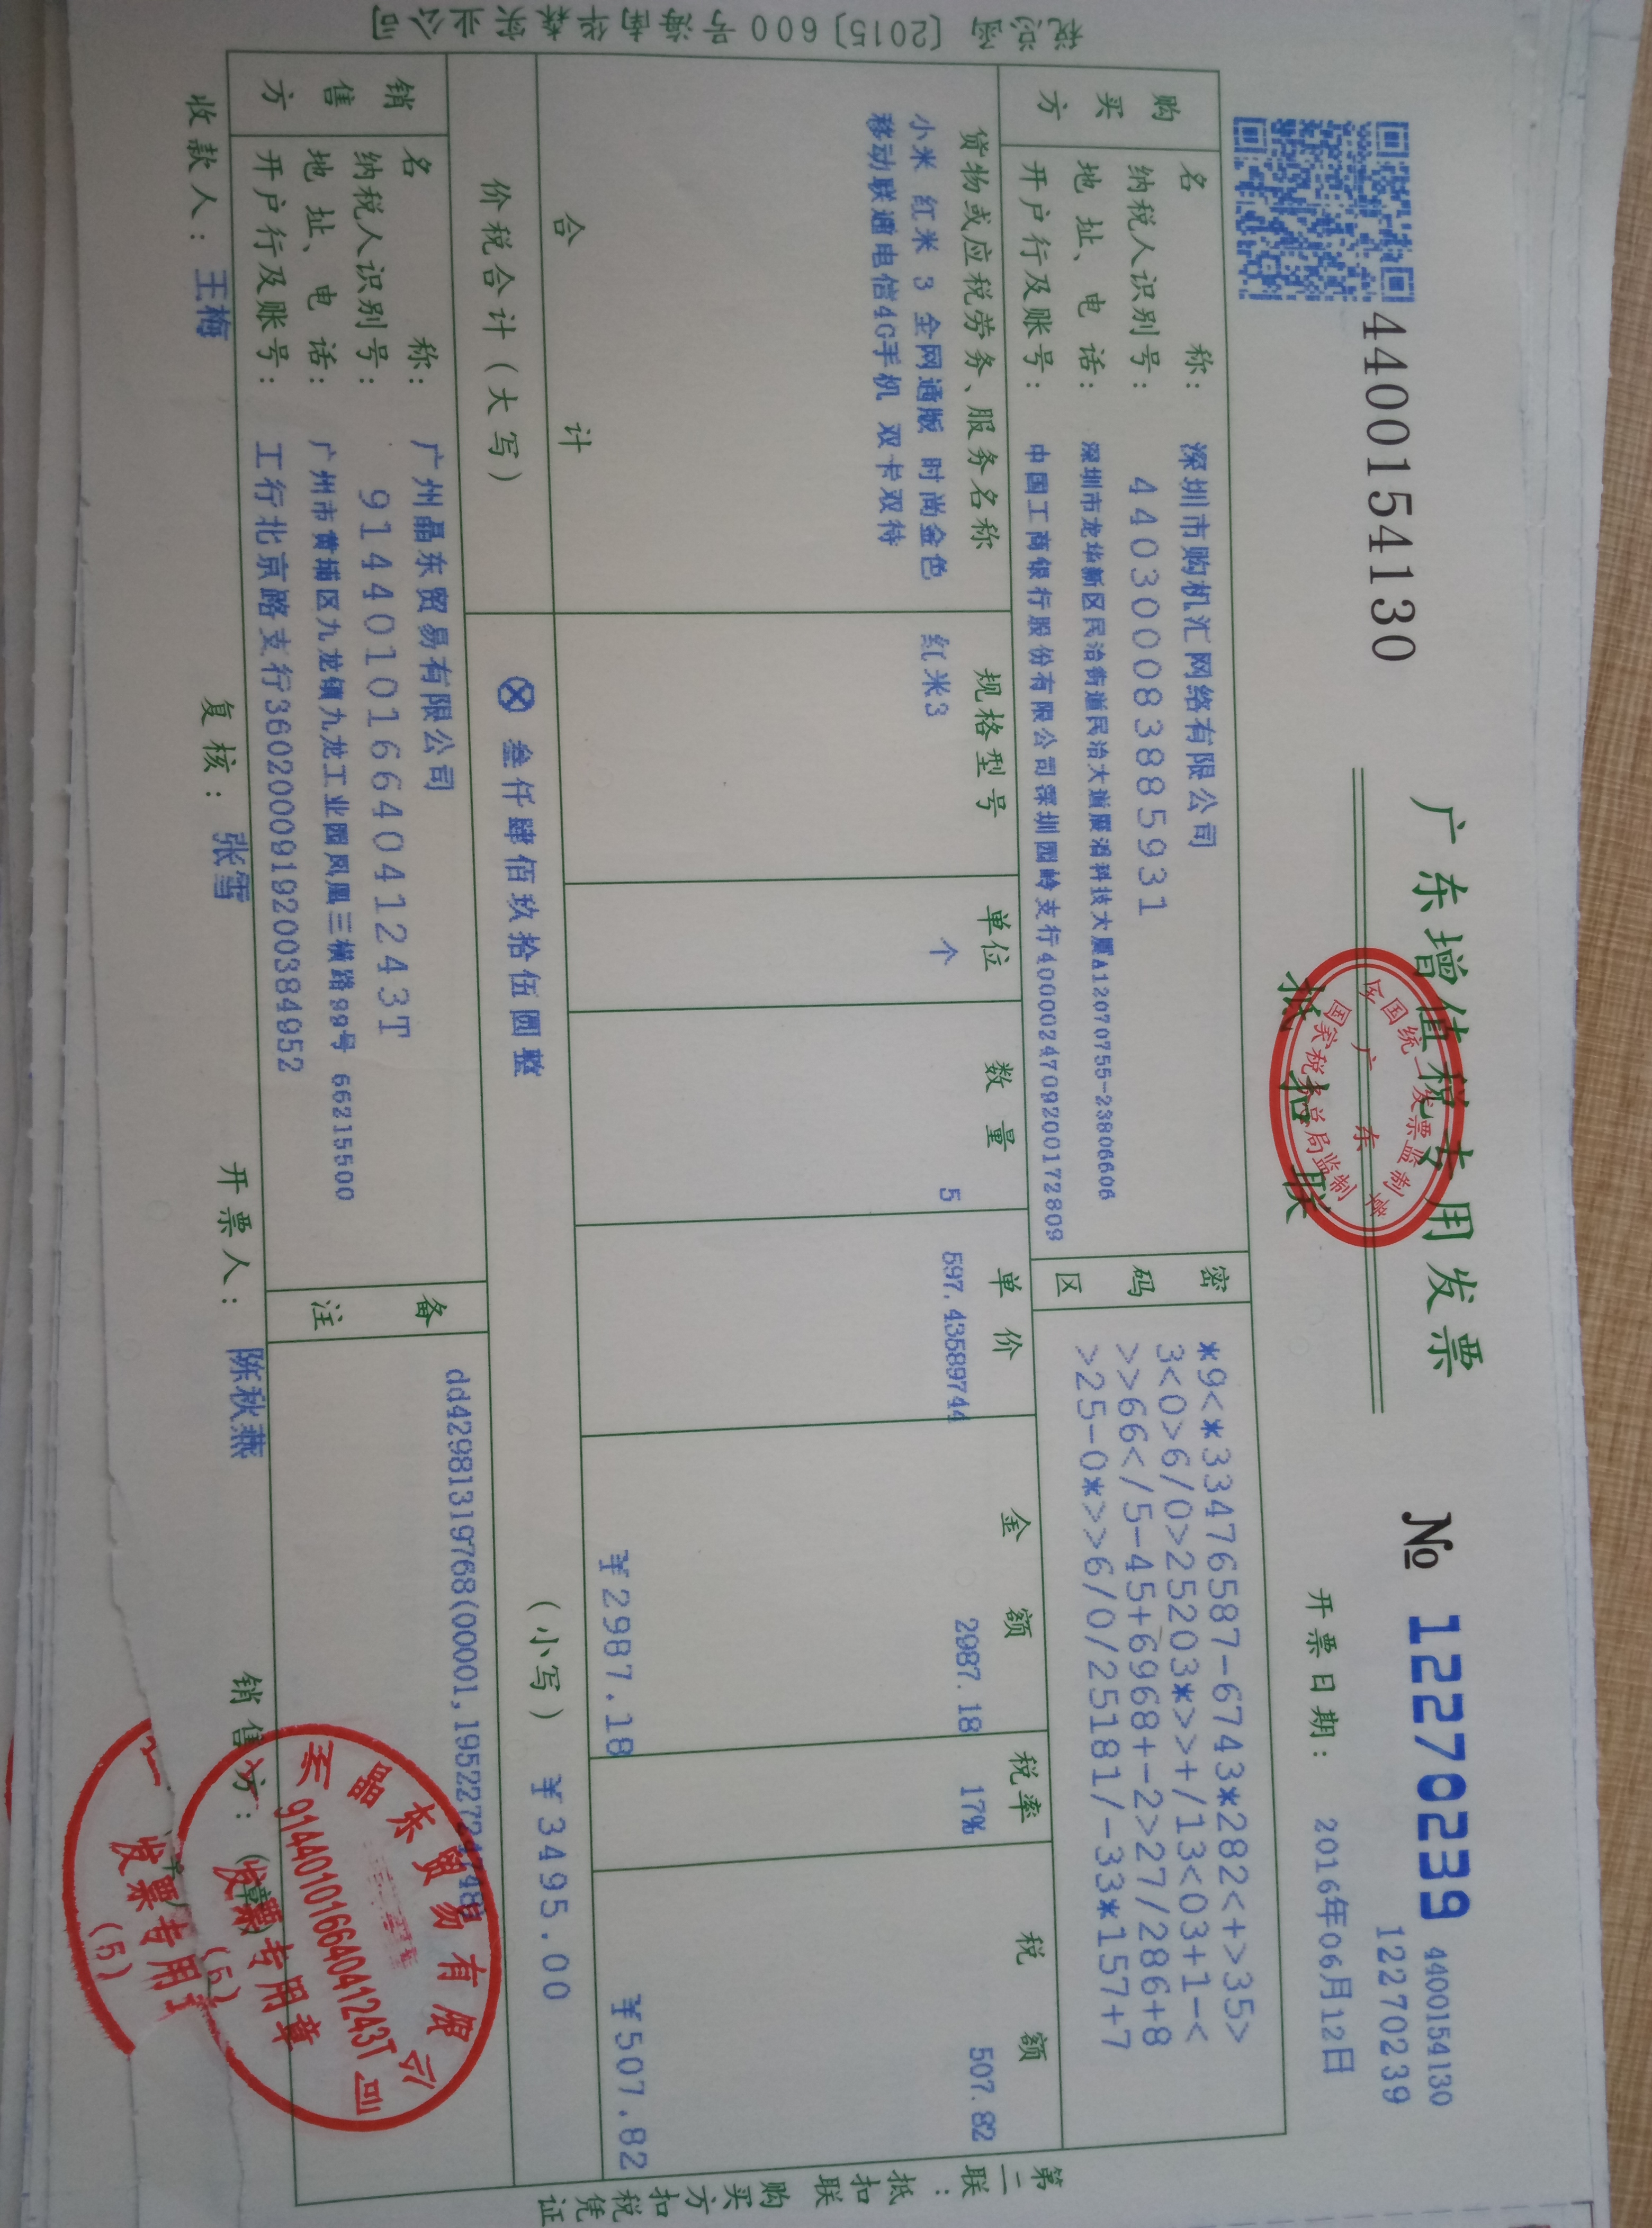 4400154130
广东增值税专用发票
№ 12270239
4400154130
12270239
抵扣联
全国统一发票监制章
广东
国家税务总局监制
开票日期: 2016年06月12日
购买方
名称: 深圳市购机汇网络有限公司
纳税人识别号: 440300083885931
地址、电话: 深圳市龙华新区民治街道民治大道展滔科技大厦A12070755-23806606
开户行及账号: 中国工商银行股份有限公司深圳园岭支行4000024709200172809
密码区
*9<*33476587-6743*282<+>35>
3<0>6/0>25203*>>+/13<03+1-<
>>66</5-45+6968+-2>27/286+8
>25-0*>>6/0/25181/-33*157+7
货物或应税劳务、服务名称 规格型号 单位 数量 单价 金额 税率 税额
小米 红米 3 全网通版 时尚金色 红米3 个 5 597.43589744 2987.18 17% 507.82
移动联通电信4G手机 双卡双待
合计 ¥2987.18 ¥507.82
价税合计(大写) ⊗ 叁仟肆佰玖拾伍圆整 (小写) ¥3495.00
销售方
名称: 广州晶东贸易有限公司
纳税人识别号: 91440101664041243T
地址、电话: 广州市黄埔区九龙镇九龙工业园凤凰三横路99号 66215500
开户行及账号: 工行北京路支行3602000919200384952
备注
dd42981319768(00001,1952272
收款人: 王梅 复核: 张雪 开票人: 陈秋燕 销售方: (章)
晶东贸易有限公司
91440101664041243T
发票专用章
(5)
发票专用章
(5)
税总函〔2015〕600号海南华森实业公司
第二联:抵扣联 购买方扣税凭证